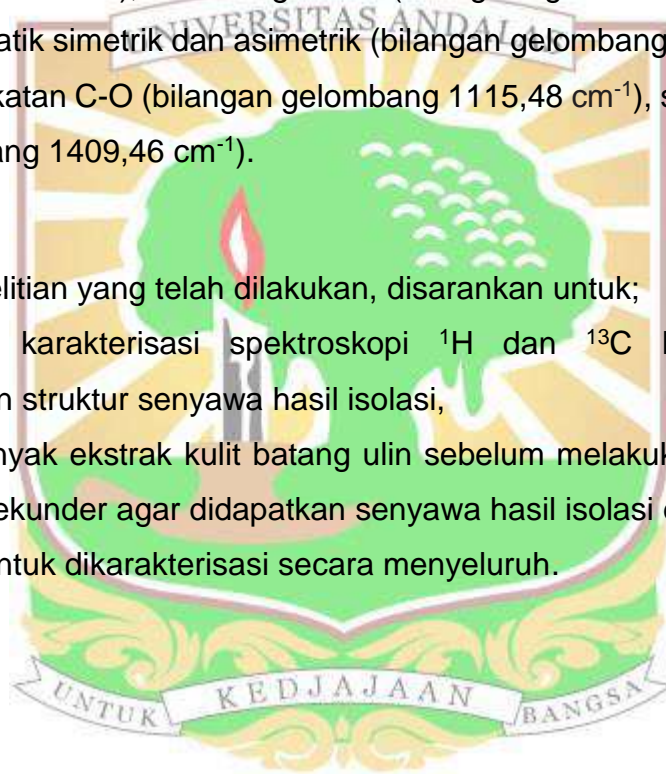 UNIVERSITAS ANDALAS
atik simetrik dan asimetrik (bilangan gelombang
katan C-O (bilangan gelombang 1115,48 cm⁻¹), s
ang 1409,46 cm⁻¹).
elitian yang telah dilakukan, disarankan untuk;
karakterisasi spektroskopi ¹H dan ¹³C
n struktur senyawa hasil isolasi,
nyak ekstrak kulit batang ulin sebelum melakuk
ekunder agar didapatkan senyawa hasil isolasi
ntuk dikarakterisasi secara menyeluruh.
UNTUK KEDJAJAAN BANGSA